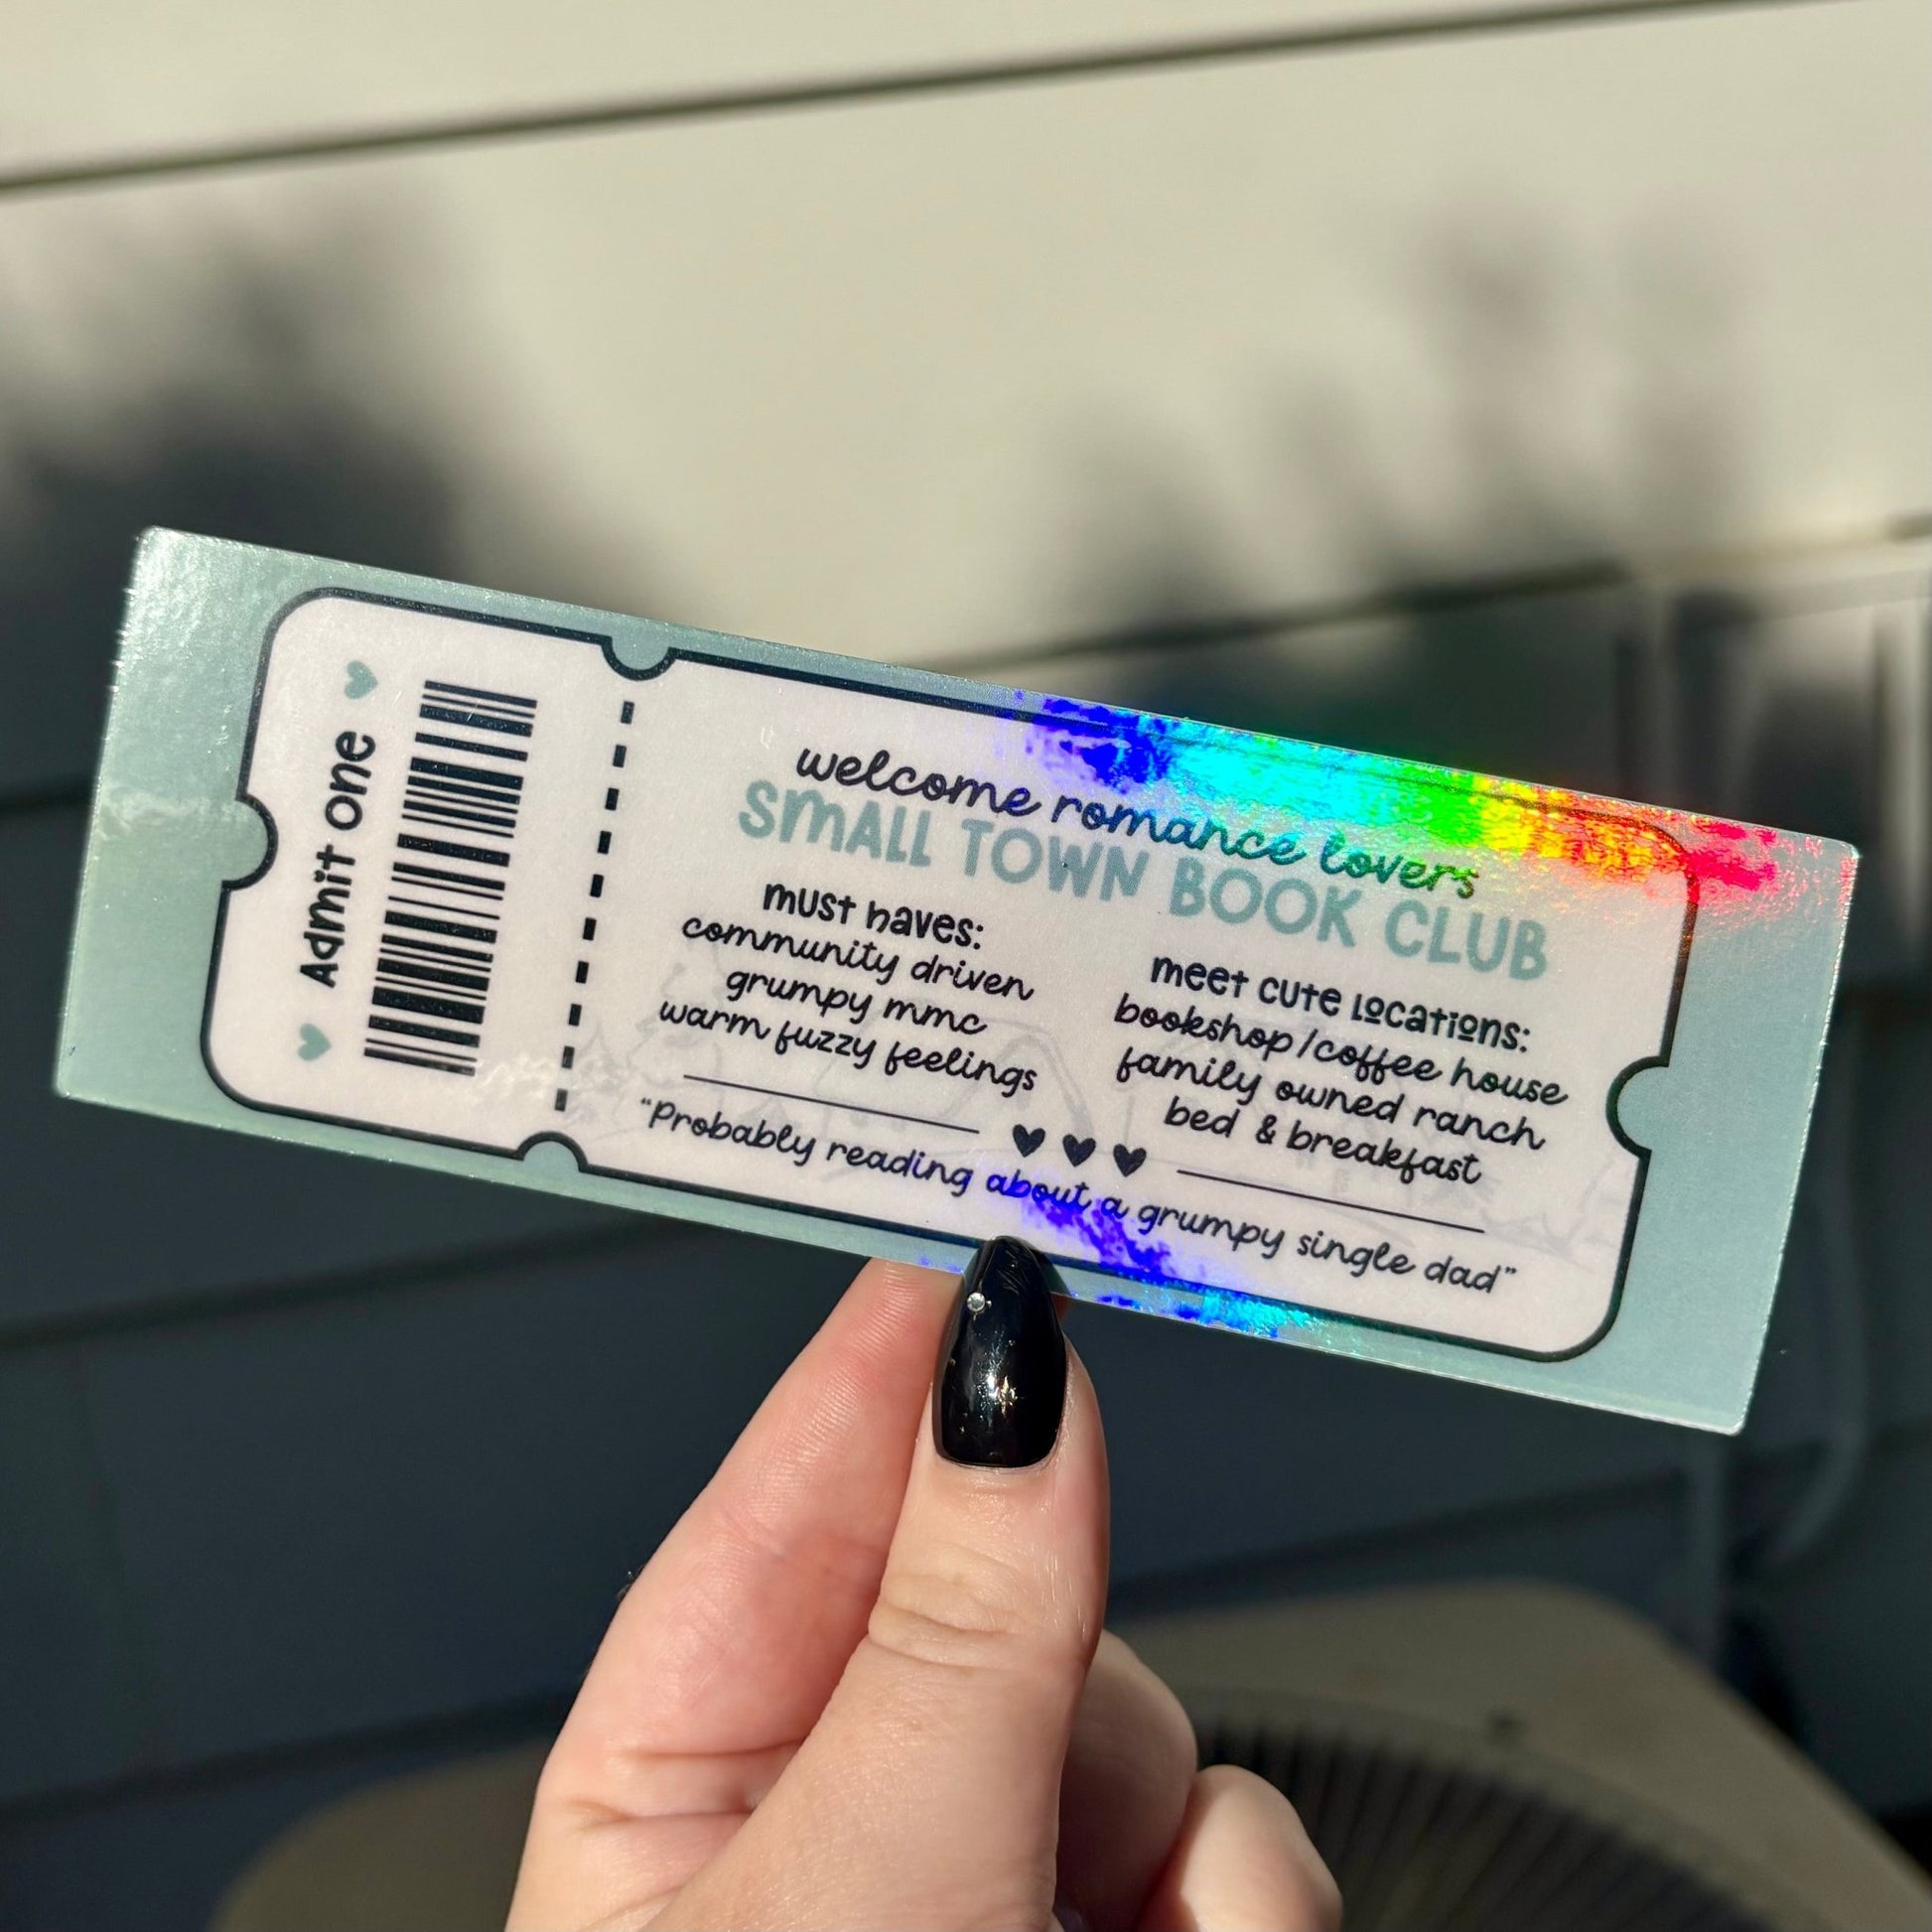 Admit one
welcome romance lovers
SMALL TOWN BOOK CLUB
must haves:
community driven
grumpy mmc
warm fuzzy feelings
meet cute locations:
bookshop/coffee house
family owned ranch
bed & breakfast
"Probably reading about a grumpy single dad"